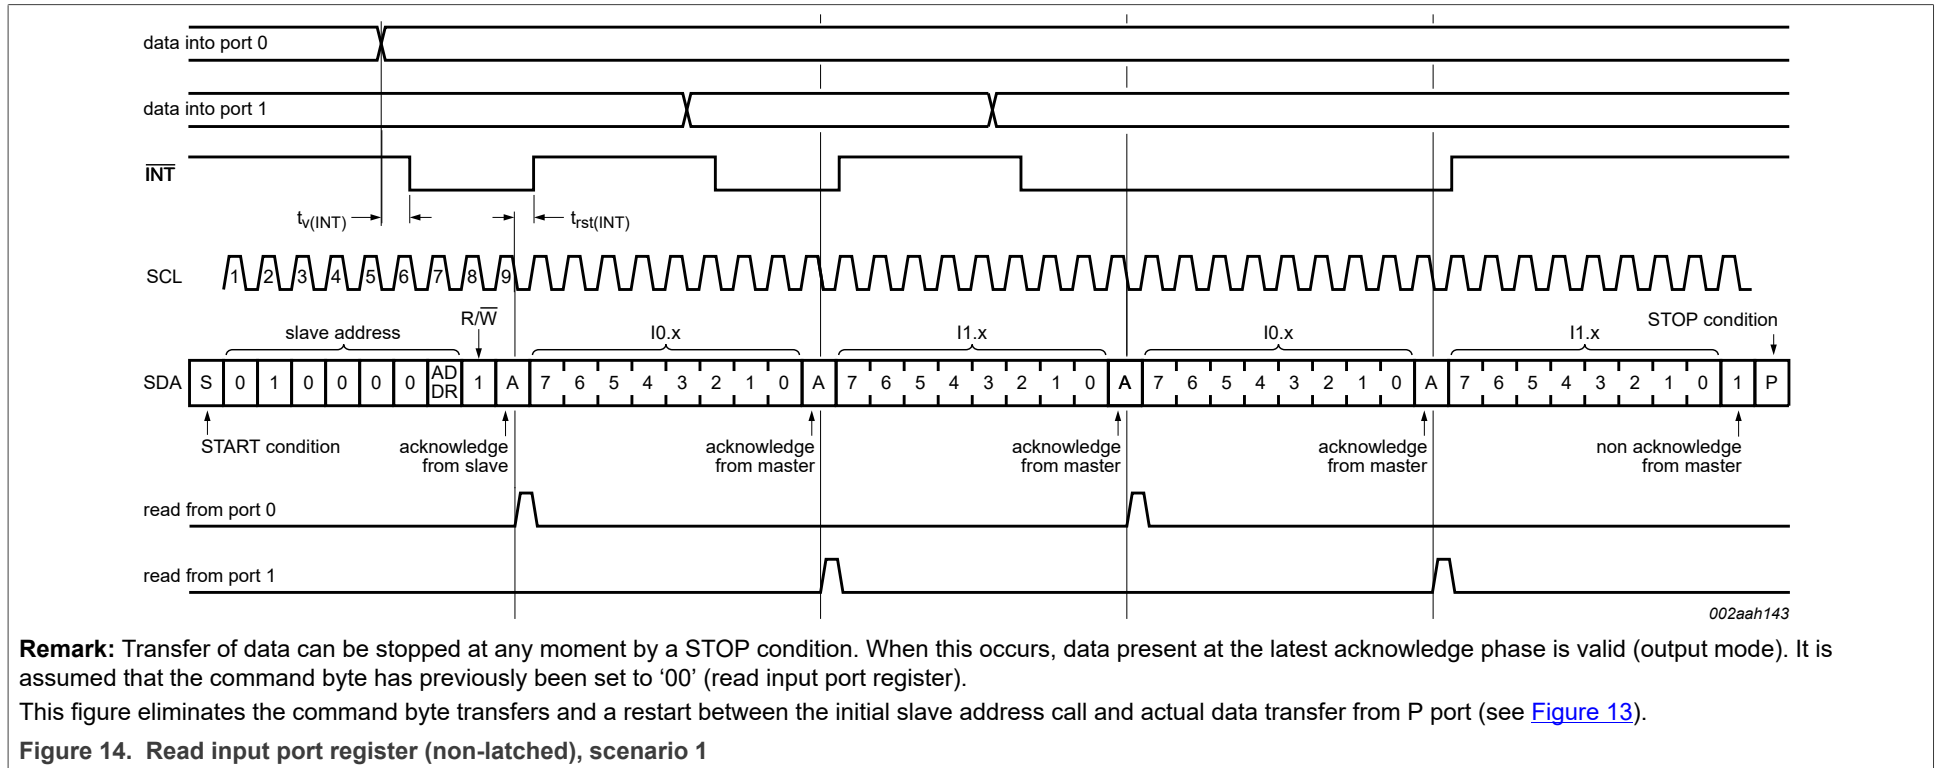 data into port 0
data into port 1
INT
tv(INT)
trst(INT)
SCL
1 2 3 4 5 6 7 8 9
R/W
slave address
I0.x
I1.x
I0.x
I1.x
STOP condition
SDA
S 0 1 0 0 0 0 AD DR 1 A 7 6 5 4 3 2 1 0 A 7 6 5 4 3 2 1 0 A 7 6 5 4 3 2 1 0 A 7 6 5 4 3 2 1 0 1 P
START condition
acknowledge
from slave
acknowledge
from master
acknowledge
from master
acknowledge
from master
non acknowledge
from master
read from port 0
read from port 1
002aah143
Remark: Transfer of data can be stopped at any moment by a STOP condition. When this occurs, data present at the latest acknowledge phase is valid (output mode). It is
assumed that the command byte has previously been set to ‘00’ (read input port register).
This figure eliminates the command byte transfers and a restart between the initial slave address call and actual data transfer from P port (see Figure 13).
Figure 14. Read input port register (non-latched), scenario 1